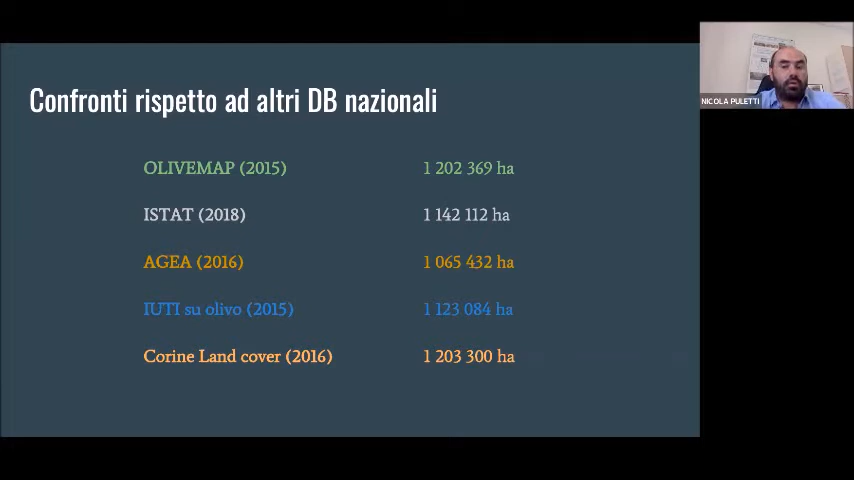 Confronti rispetto ad altri DB nazionali
OLIVEMAP (2015) 1 202 369 ha
ISTAT (2018) 1 142 112 ha
AGEA (2016) 1 065 432 ha
IUTI su olivo (2015) 1 123 084 ha
Corine Land cover (2016) 1 203 300 ha
NICOLA PULETTI